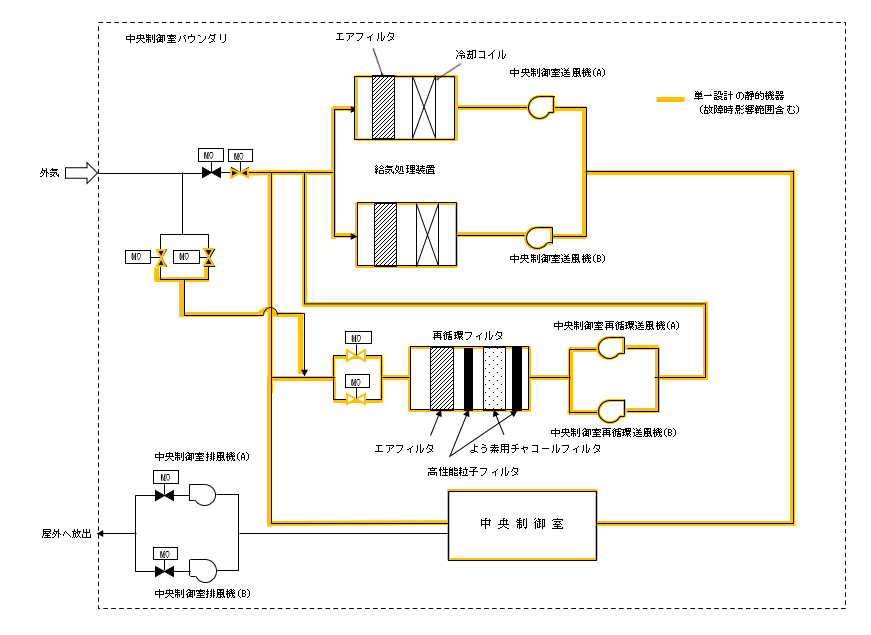 中央制御室バウンダリ
エアフィルタ
冷却コイル
中央制御室送風機(A)
単一設計の静的機器
(故障時影響範囲含む)
MO
MO
外気
給気処理装置
MO
MO
中央制御室送風機(B)
MO
再循環フィルタ
中央制御室再循環送風機(A)
MO
エアフィルタ
よう素用チャコールフィルタ
中央制御室再循環送風機(B)
高性能粒子フィルタ
中央制御室排風機(A)
MO
中央制御室
屋外へ放出
MO
中央制御室排風機(B)